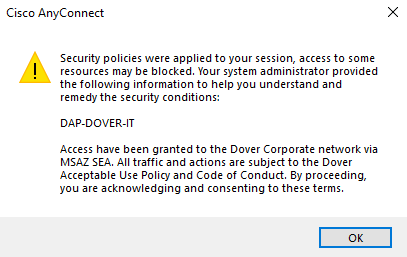 Cisco AnyConnect
Security policies were applied to your session, access to some
resources may be blocked. Your system administrator provided
the following information to help you understand and
remedy the security conditions:
DAP-DOVER-IT
Access have been granted to the Dover Corporate network via
MSAZ SEA. All traffic and actions are subject to the Dover
Acceptable Use Policy and Code of Conduct. By proceeding,
you are acknowledging and consenting to these terms.
OK